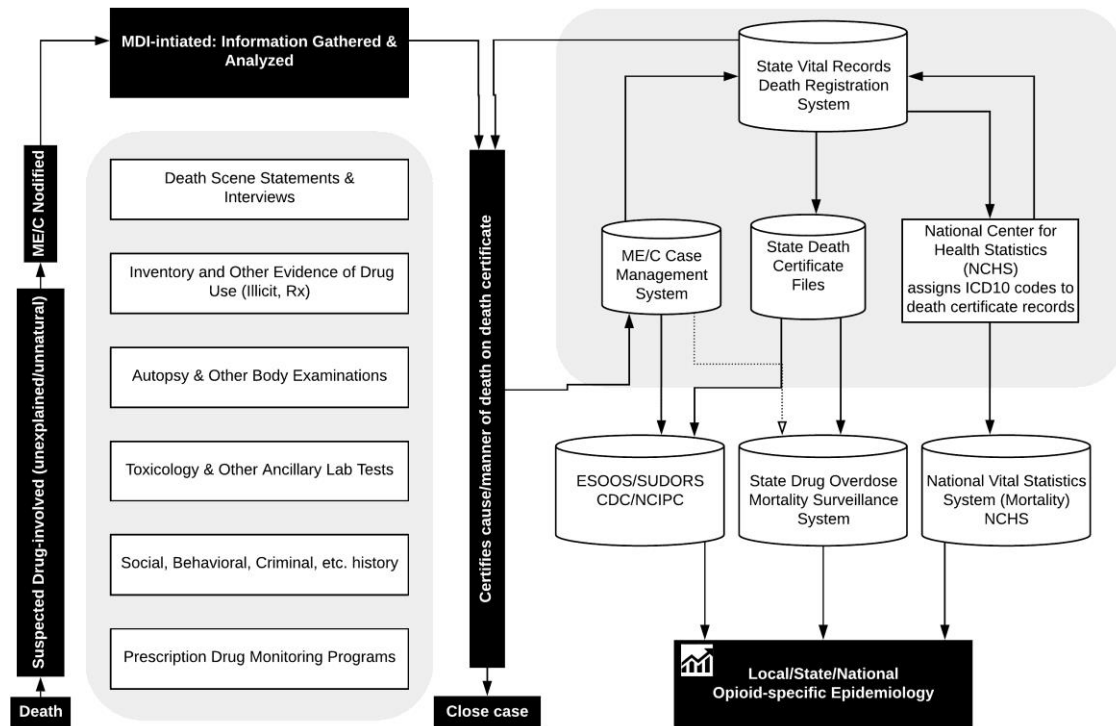 MDI-intiated: Information Gathered &
Analyzed
ME/C Nodified
Suspected Drug-involved (unexplained/unnatural)
Death
Death Scene Statements &
Interviews
Inventory and Other Evidence of Drug
Use (Illicit, Rx)
Autopsy & Other Body Examinations
Toxicology & Other Ancillary Lab Tests
Social, Behavioral, Criminal, etc. history
Prescription Drug Monitoring Programs
Certifies cause/manner of death on death certificate
Close case
State Vital Records
Death Registration
System
ME/C Case
Management
System
State Death
Certificate
Files
National Center for
Health Statistics
(NCHS)
assigns ICD10 codes to
death certificate records
ESOOS/SUDORS
CDC/NCIPC
State Drug Overdose
Mortality Surveillance
System
National Vital Statistics
System (Mortality)
NCHS
Local/State/National
Opioid-specific Epidemiology